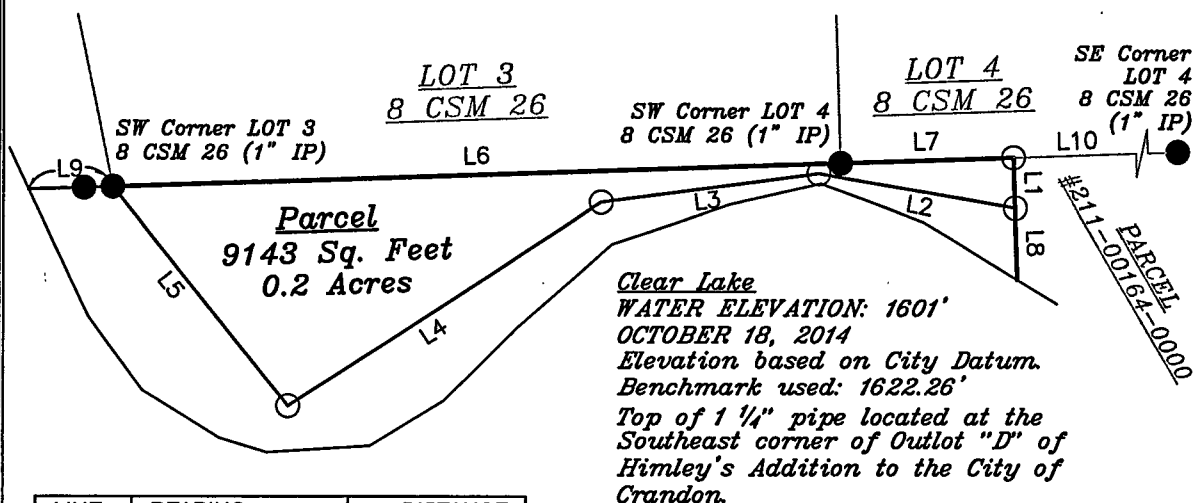 LOT 3
8 CSM 26
LOT 4
8 CSM 26
SE Corner
LOT 4
8 CSM 26
(1" IP)
SW Corner LOT 3
8 CSM 26 (1" IP)
SW Corner LOT 4
8 CSM 26 (1" IP)
L9
L6
L7
L10
L1
L3
L2
L8
L5
L4
Parcel
9143 Sq. Feet
0.2 Acres
PARCEL
#211-00164-0000
Clear Lake
WATER ELEVATION: 1601'
OCTOBER 18, 2014
Elevation based on City Datum.
Benchmark used: 1622.26'
Top of 1 1/4" pipe located at the
Southeast corner of Outlot "D" of
Himley's Addition to the City of
Crandon.
LINE BEARING DISTANCE